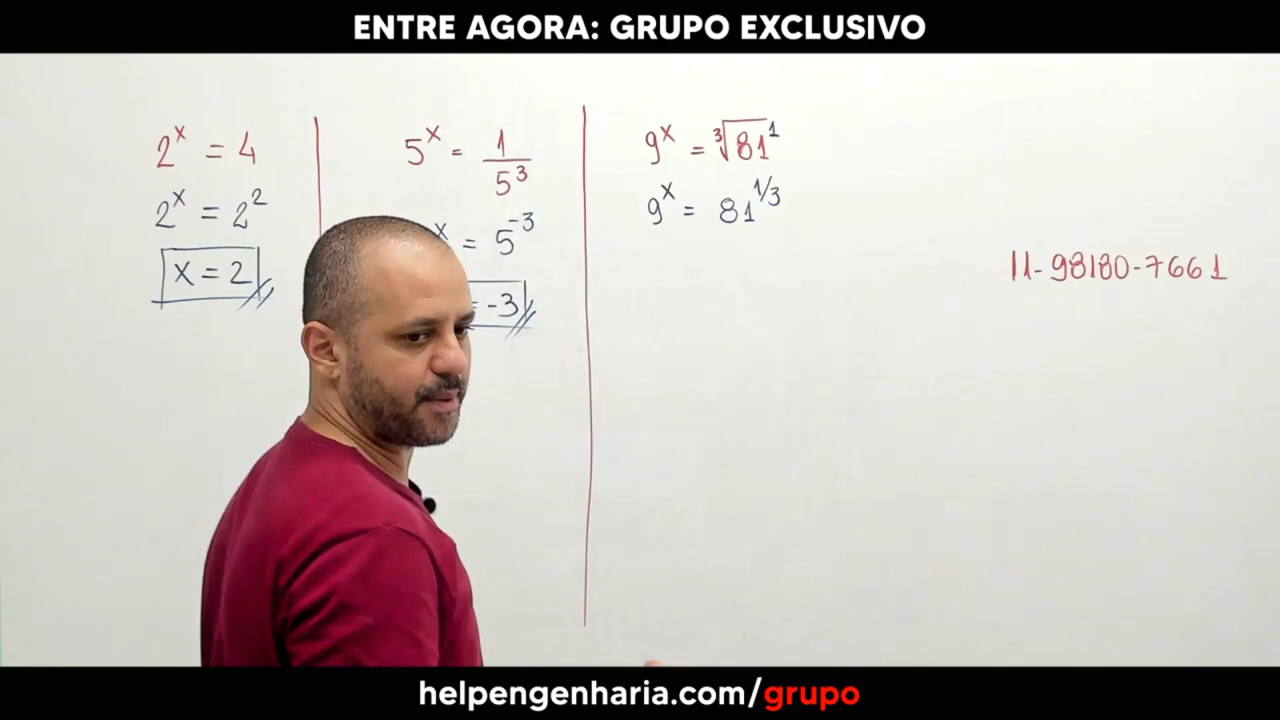 ENTRE AGORA: GRUPO EXCLUSIVO
2^x = 4
2^x = 2^2
x = 2
5^x = 1/5^3
x = 5^-3
= -3
9^x = ∛81^1
9^x = 81^1/3
11-98180-7661
helpengenharia.com/grupo